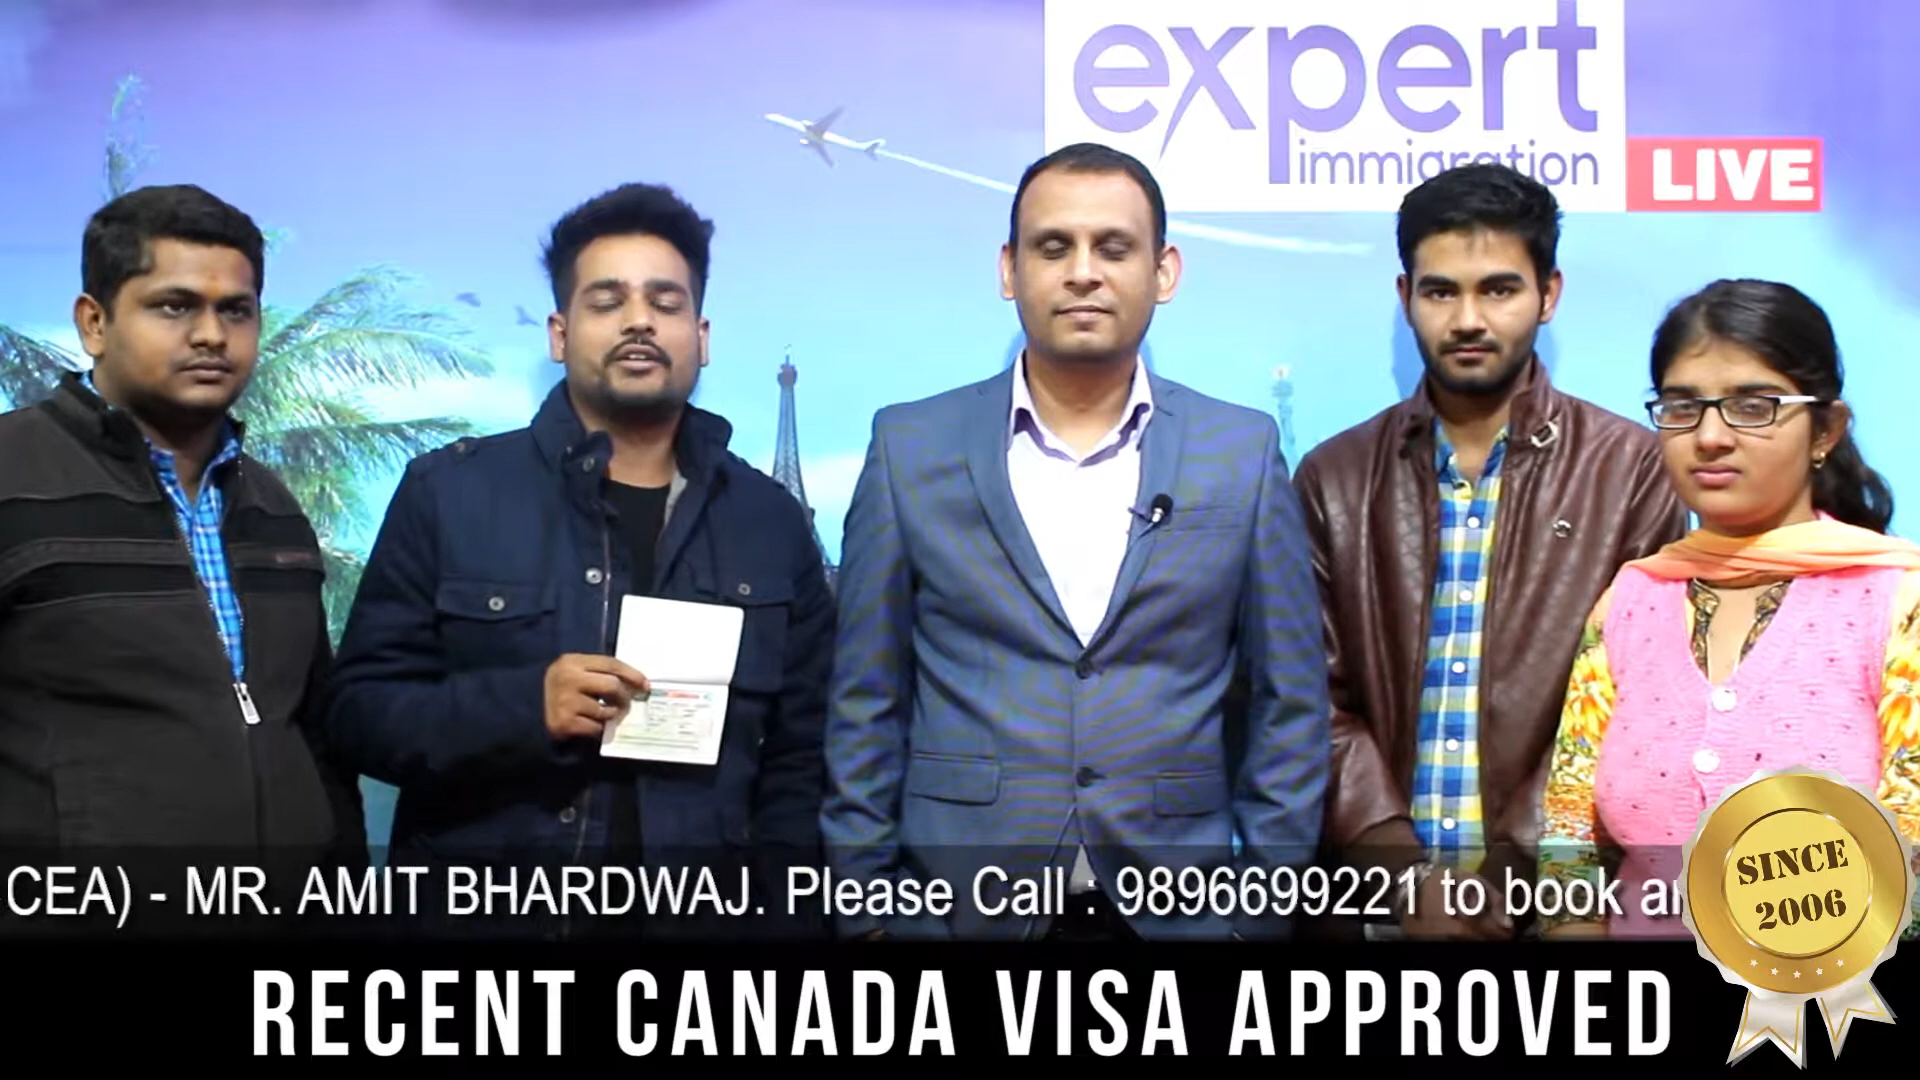 expert
immigration
LIVE
CEA) - MR. AMIT BHARDWAJ. Please Call : 9896699221 to book
SINCE
2006
RECENT CANADA VISA APPROVED